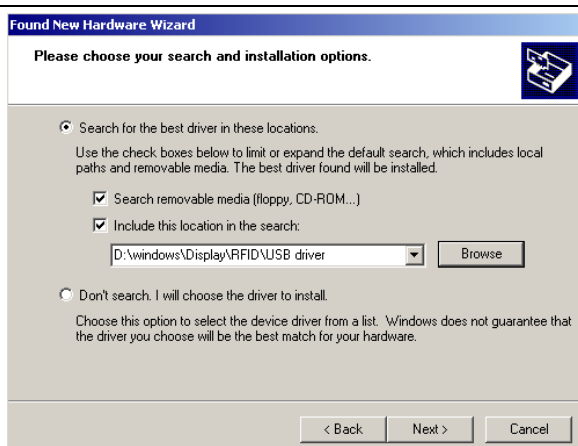 Found New Hardware Wizard
Please choose your search and installation options.
Search for the best driver in these locations.
Use the check boxes below to limit or expand the default search, which includes local
paths and removable media. The best driver found will be installed.
Search removable media (floppy, CD-ROM...)
Include this location in the search:
D:\windows\Display\RFID\USB driver
Browse
Don't search. I will choose the driver to install.
Choose this option to select the device driver from a list. Windows does not guarantee that
the driver you choose will be the best match for your hardware.
< Back Next > Cancel